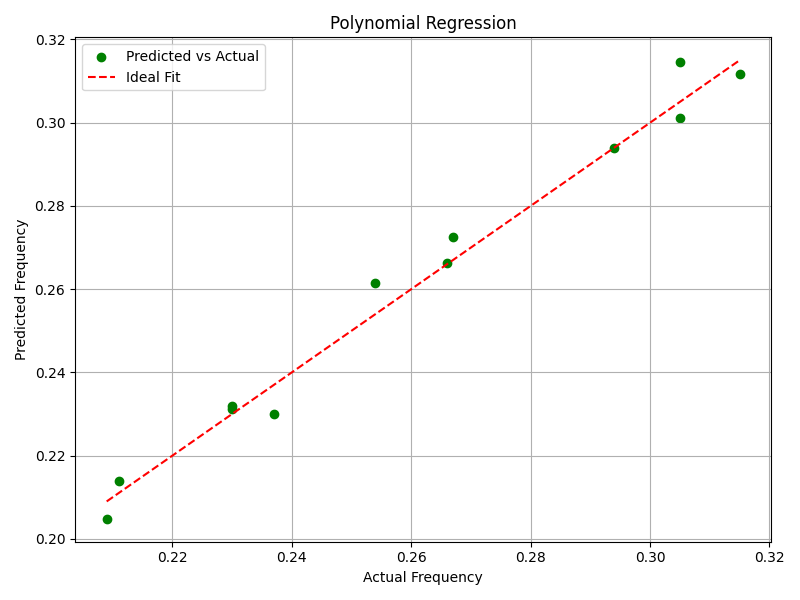 Polynomial Regression
Predicted vs Actual
Ideal Fit
Predicted Frequency
0.32
0.30
0.28
0.26
0.24
0.22
0.20
0.22 0.24 0.26 0.28 0.30 0.32
Actual Frequency